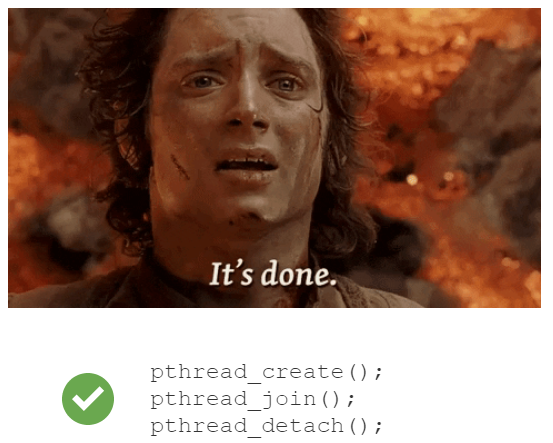 It's done.
pthread_create();
pthread_join();
pthread_detach();